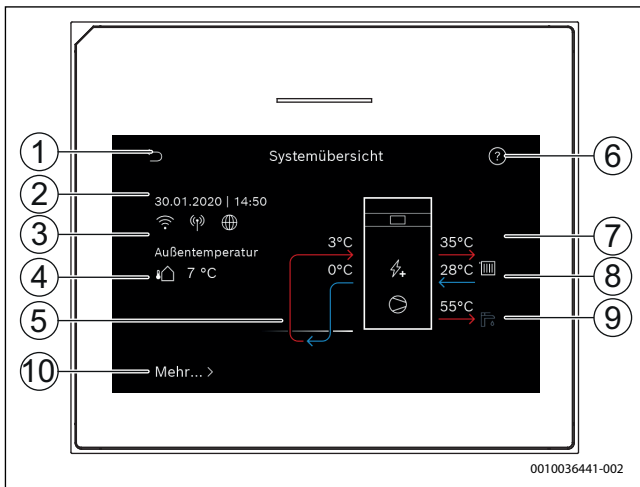 1
Systemübersicht
?
6
2
30.01.2020 | 14:50
3
Außentemperatur
3°C
35°C
7
4
7 °C
0°C
28°C
8
5
55°C
9
10
Mehr... >
0010036441-002